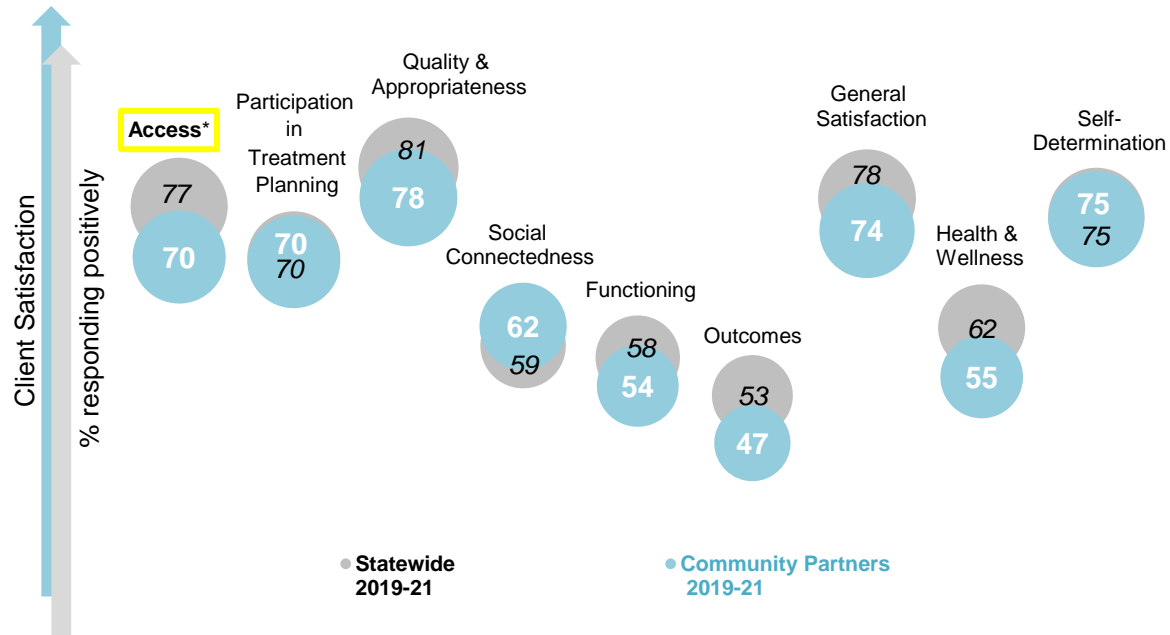 Client Satisfaction
% responding positively
Access*
77
70
Participation
in
Treatment
Planning
70
70
Quality &
Appropriateness
81
78
Social
Connectedness
62
59
Functioning
58
54
Outcomes
53
47
General
Satisfaction
78
74
Health &
Wellness
62
55
Self-
Determination
75
75
Statewide
2019-21
Community Partners
2019-21